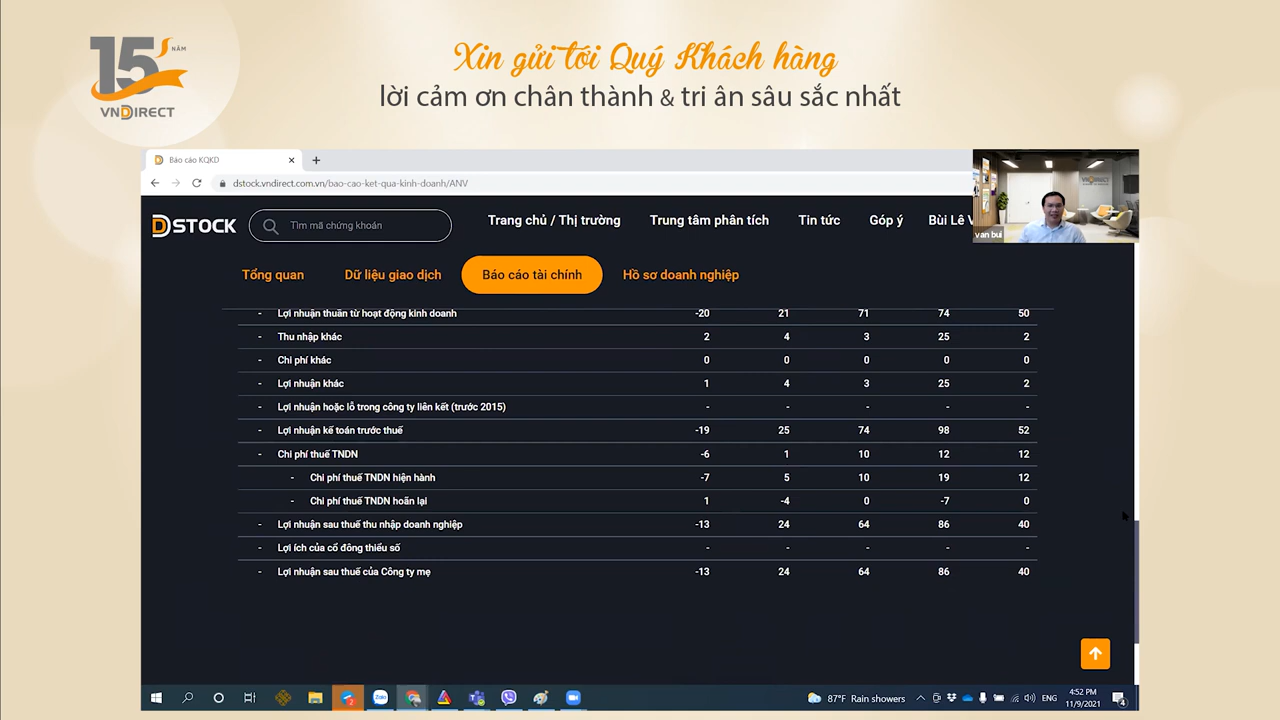 15 NĂM
VNDIRECT
Xin gửi tới Quý Khách hàng
lời cảm ơn chân thành & tri ân sâu sắc nhất
Báo cáo KQKD
dstock.vndirect.com.vn/bao-cao-ket-qua-kinh-doanh/ANV
DSTOCK Tìm mã chứng khoán Trang chủ / Thị trường Trung tâm phân tích Tin tức Góp ý Bùi Lê V
VNDIRECT
van bui
Tổng quan Dữ liệu giao dịch Báo cáo tài chính Hồ sơ doanh nghiệp
- Lợi nhuận thuần từ hoạt động kinh doanh -20 21 71 74 50
- Thu nhập khác 2 4 3 25 2
- Chi phí khác 0 0 0 0 0
- Lợi nhuận khác 1 4 3 25 2
- Lợi nhuận hoặc lỗ trong công ty liên kết (trước 2015) - - - - -
- Lợi nhuận kế toán trước thuế -19 25 74 98 52
- Chi phí thuế TNDN -6 1 10 12 12
- Chi phí thuế TNDN hiện hành -7 5 10 19 12
- Chi phí thuế TNDN hoãn lại 1 -4 0 -7 0
- Lợi nhuận sau thuế thu nhập doanh nghiệp -13 24 64 86 40
- Lợi ích của cổ đông thiểu số - - - - -
- Lợi nhuận sau thuế của Công ty mẹ -13 24 64 86 40
2 Zalo 87°F Rain showers ENG 4:52 PM
11/9/2021 4